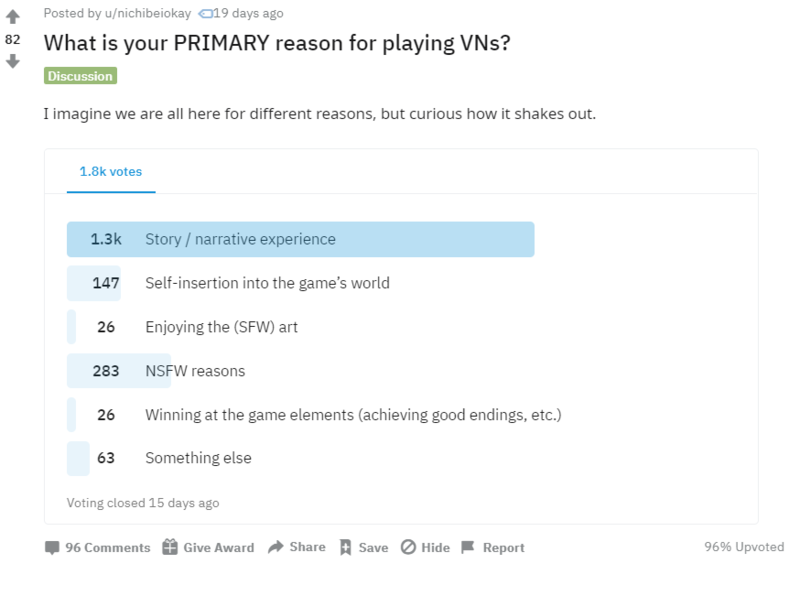 Posted by u/nichibeiokay 19 days ago
82
What is your PRIMARY reason for playing VNs?
Discussion
I imagine we are all here for different reasons, but curious how it shakes out.
1.8k votes
1.3k Story / narrative experience
147 Self-insertion into the game’s world
26 Enjoying the (SFW) art
283 NSFW reasons
26 Winning at the game elements (achieving good endings, etc.)
63 Something else
Voting closed 15 days ago
96 Comments Give Award Share Save Hide Report 96% Upvoted